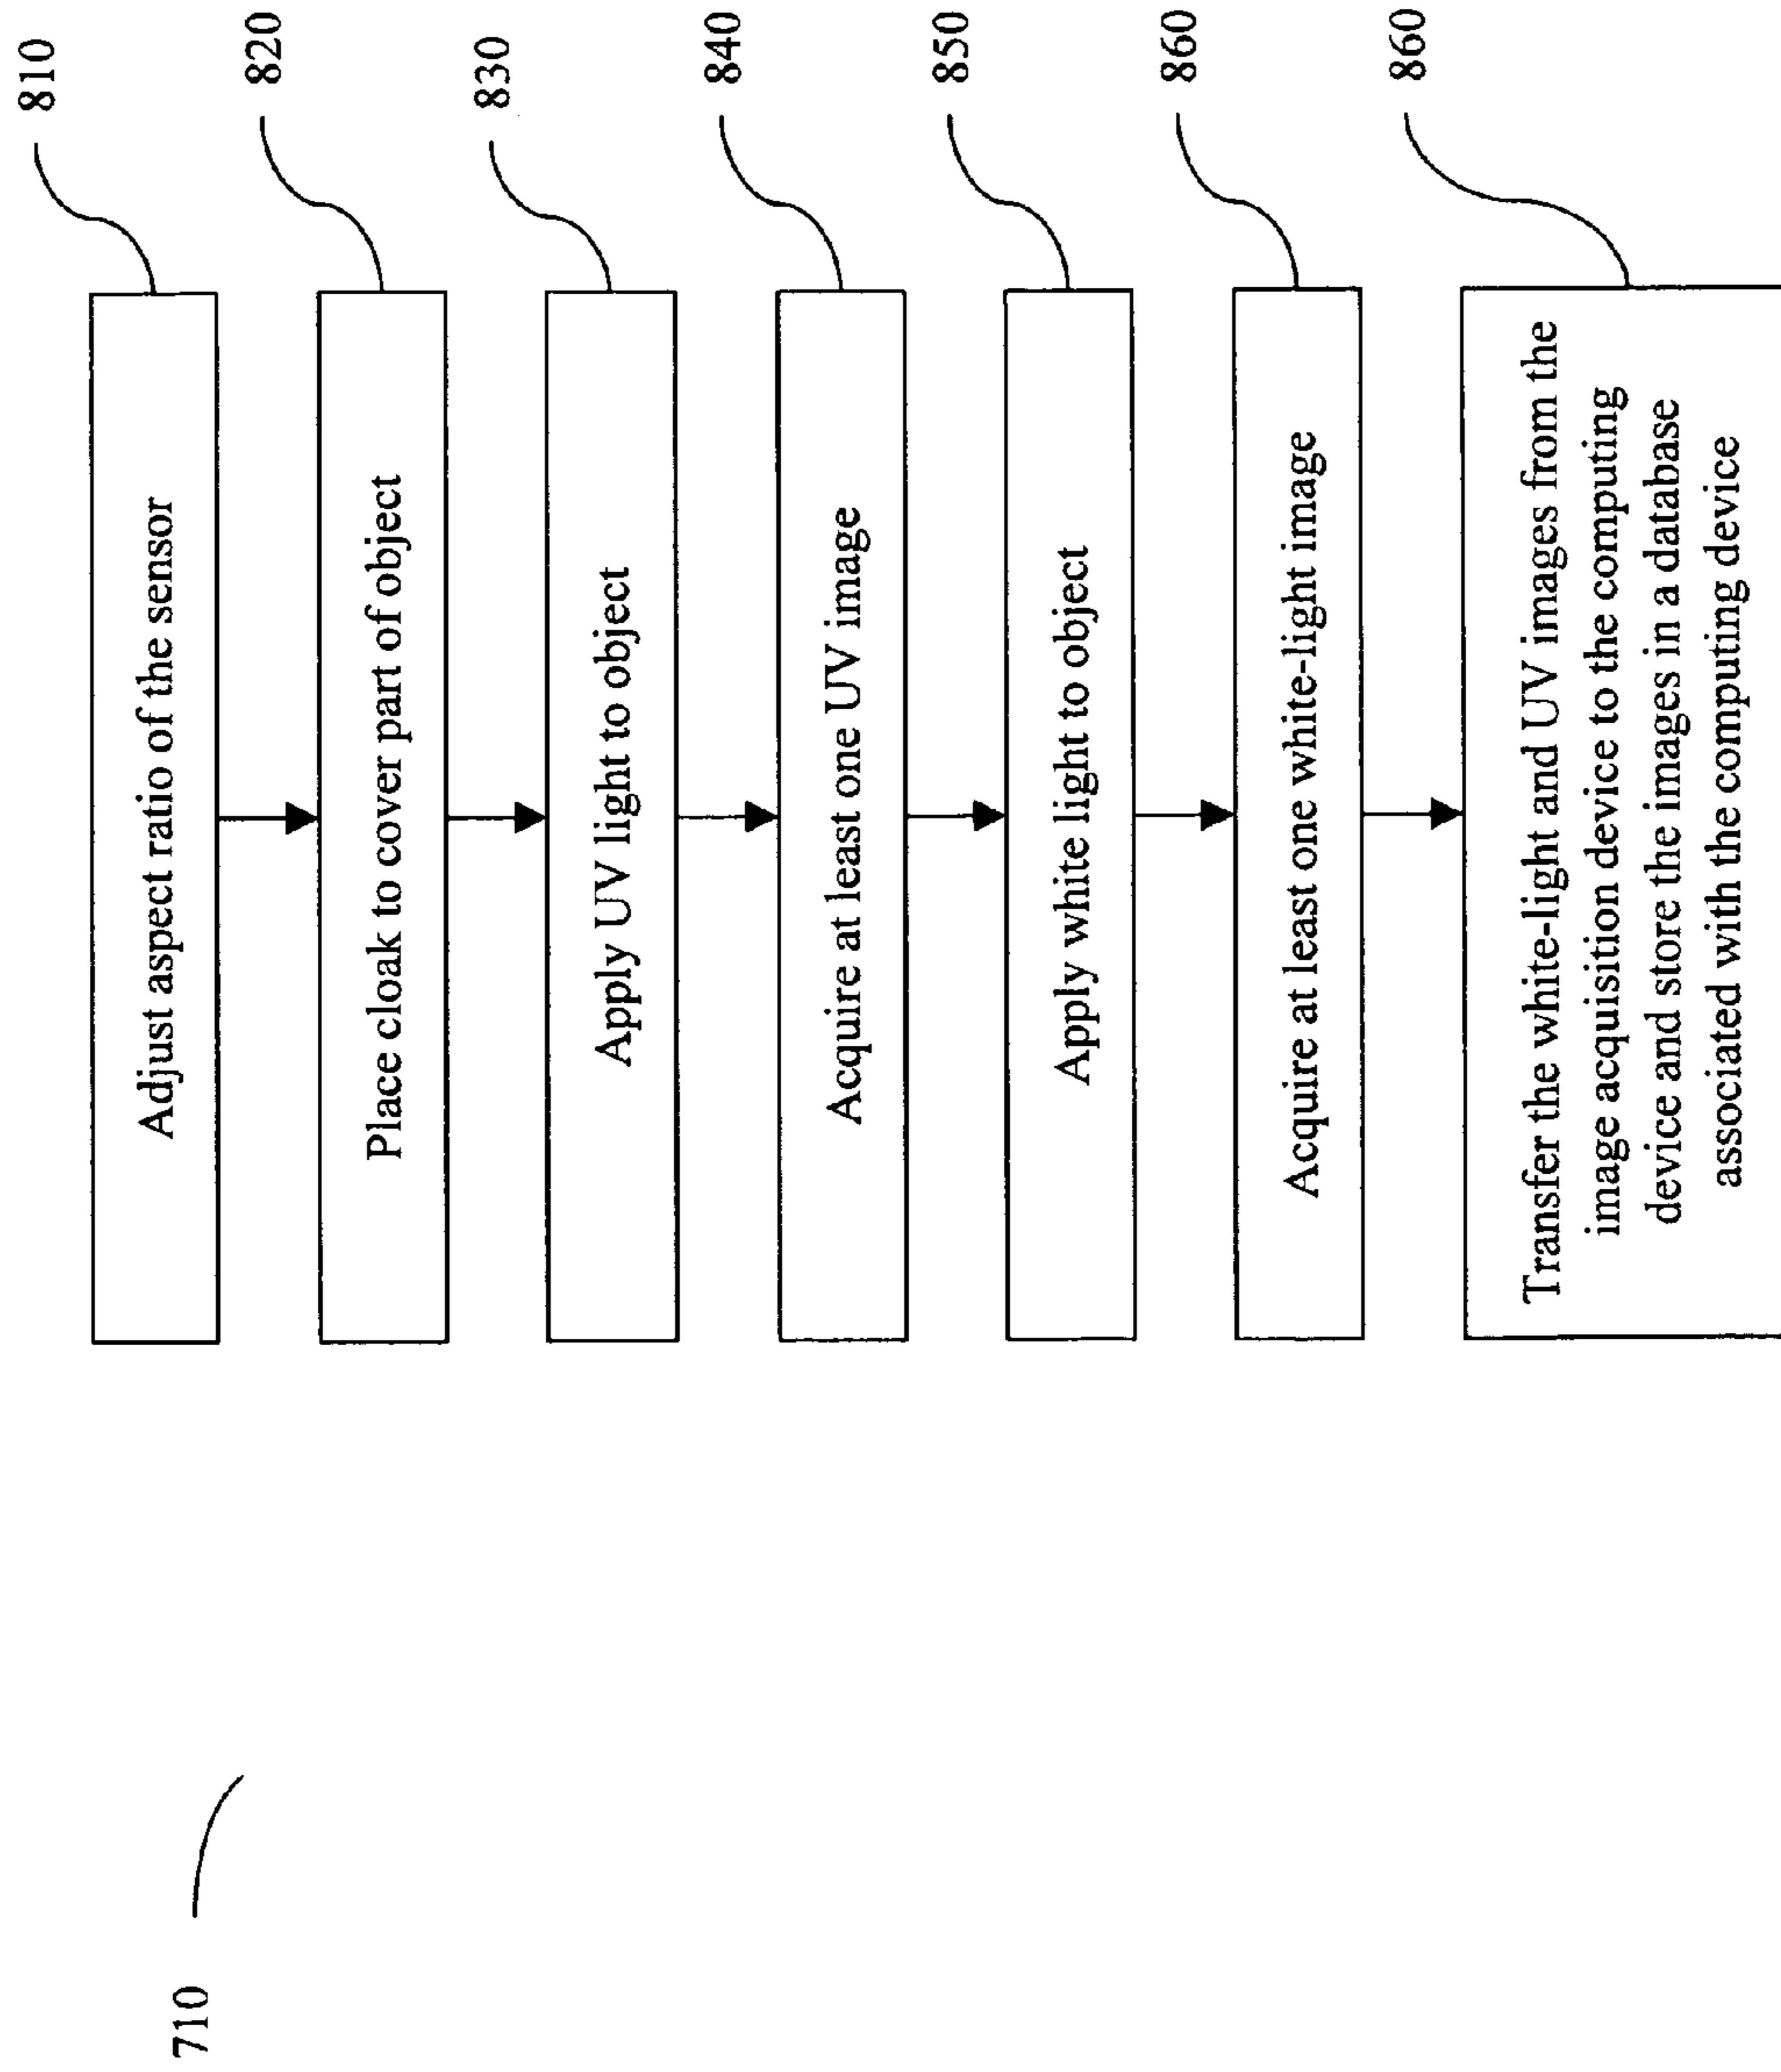 710
810
Adjust aspect ratio of the sensor
820
Place cloak to cover part of object
830
Apply UV light to object
840
Acquire at least one UV image
850
Apply white light to object
860
Acquire at least one white-light image
860
Transfer the white-light and UV images from the
image acquisition device to the computing
device and store the images in a database
associated with the computing device